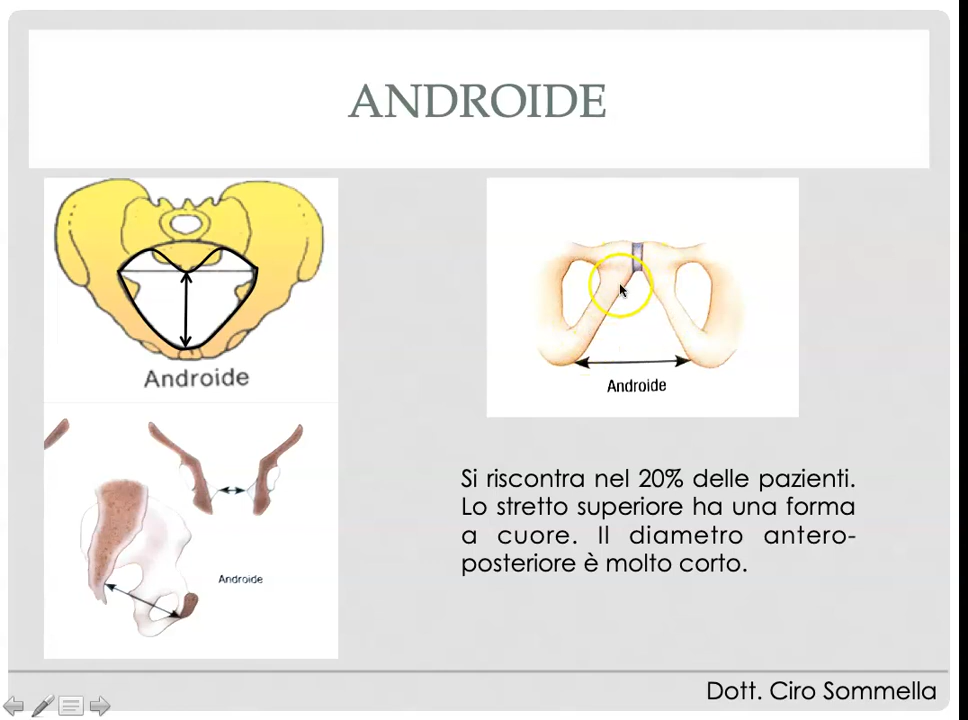 ANDROIDE
Androide
Androide
Androide
Si riscontra nel 20% delle pazienti.
Lo stretto superiore ha una forma
a cuore. Il diametro antero-
posteriore è molto corto.
Dott. Ciro Sommella